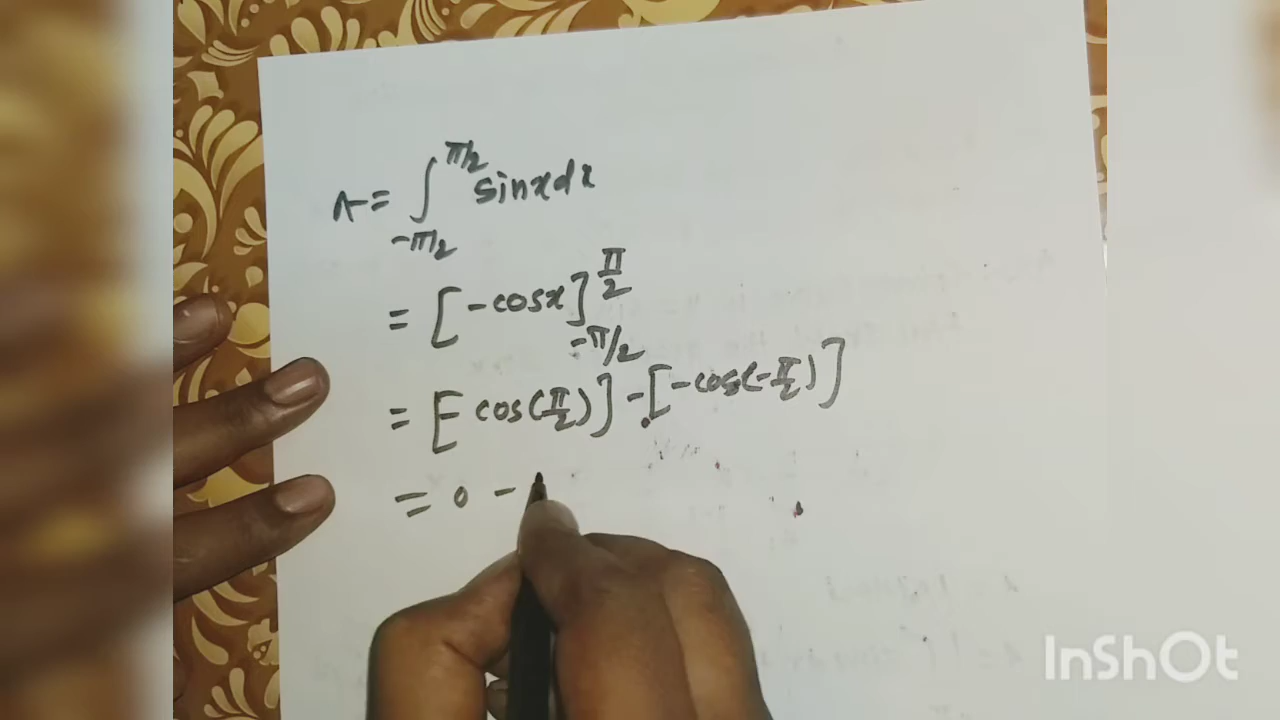 A = ∫_{-π/2}^{π/2} sinx dx
= [-cosx]_{-π/2}^{π/2}
= [- cos(π/2)] - [-cos(-π/2)]
= 0 -
InShOt